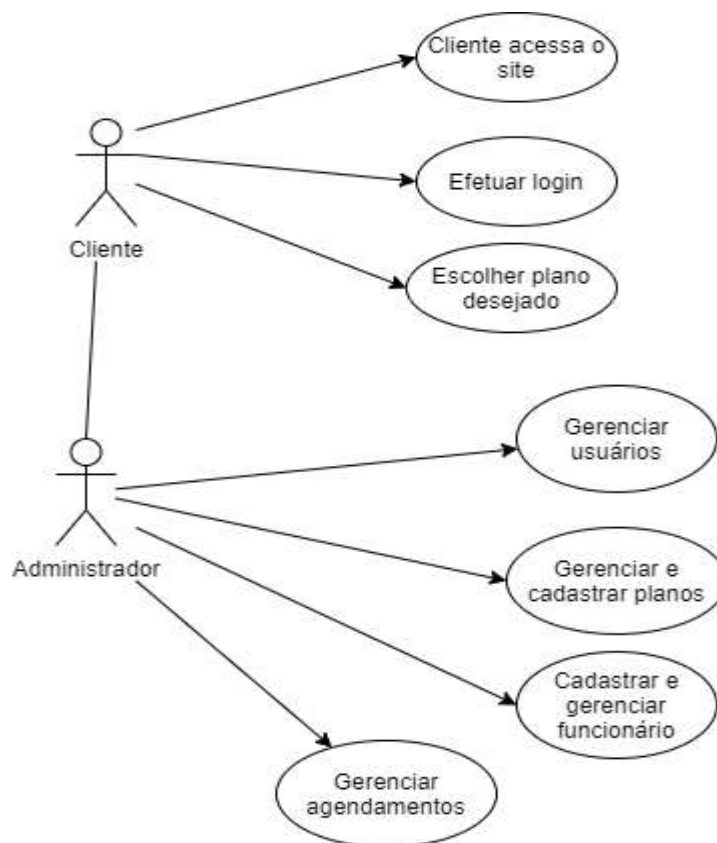 Cliente acessa o
site
Efetuar login
Cliente
Escolher plano
desejado
Gerenciar
usuários
Administrador
Gerenciar e
cadastrar planos
Cadastrar e
gerenciar
funcionário
Gerenciar
agendamentos